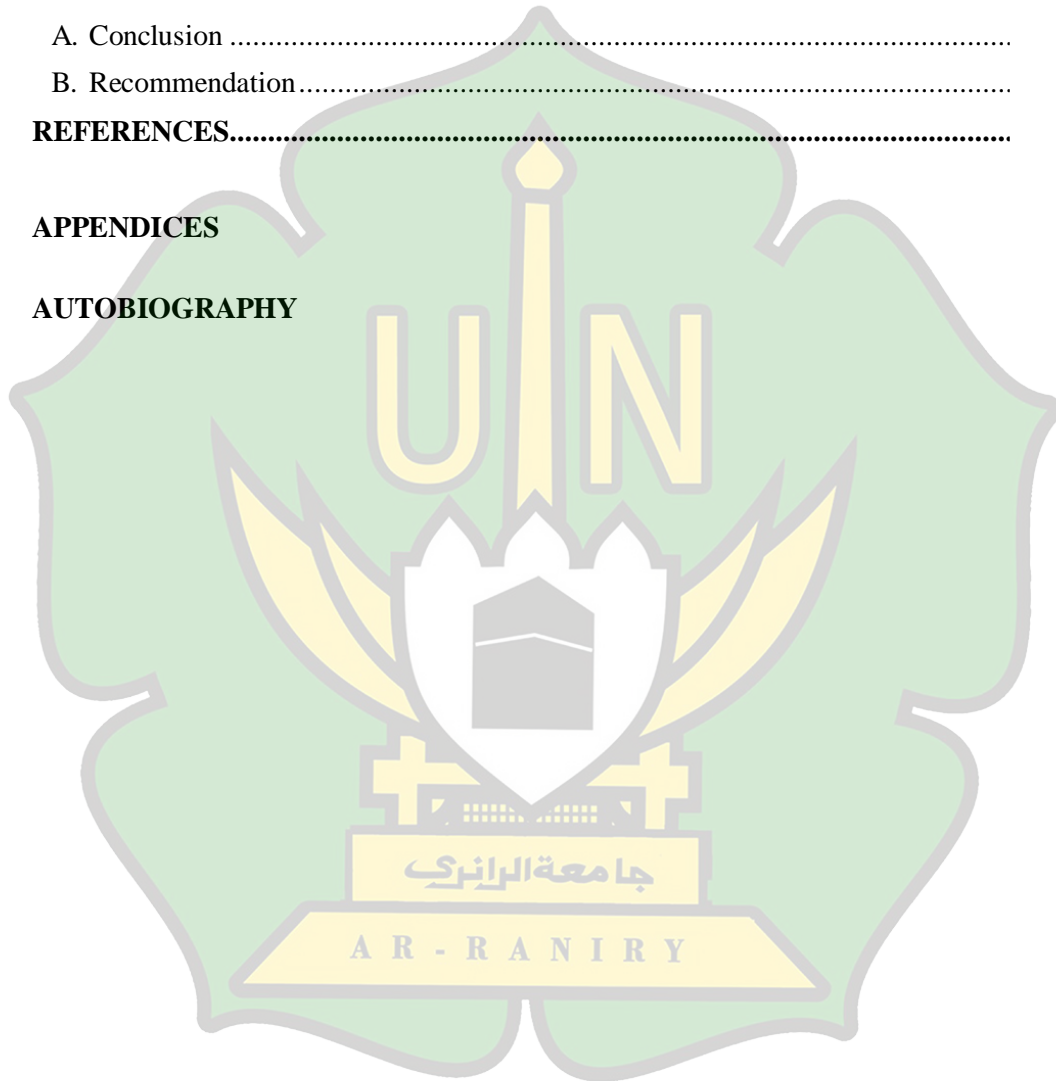 A. Conclusion ........................................................................................................
B. Recommendation ...............................................................................................
REFERENCES........................................................................................................
APPENDICES
AUTOBIOGRAPHY
UIN
جامعة الرانري
AR-RANIRY